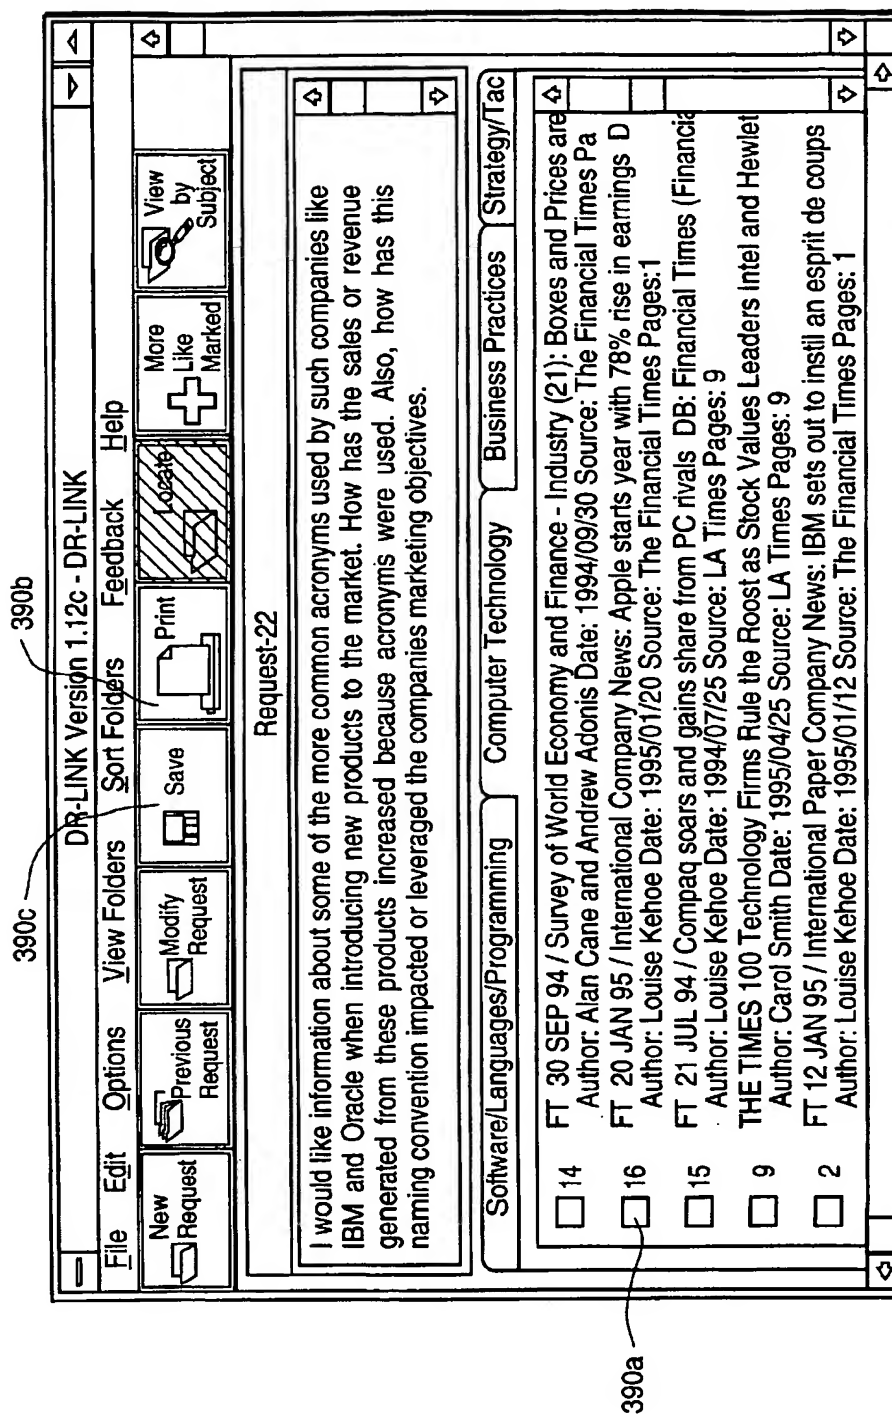 390c
390b
DR-LINK Version 1.12c - DR-LINK
File Edit Options View Folders Sort Folders Feedback Help
New Request
Previous Request
Modify Request
Save
Print
Locate
More Like Marked
View by Subject
Request-22
I would like information about some of the more common acronyms used by such companies like
IBM and Oracle when introducing new products to the market. How has the sales or revenue
generated from these products increased because acronyms were used. Also, how has this
naming convention impacted or leveraged the companies marketing objectives.
Software/Languages/Programming Computer Technology Business Practices Strategy/Tac
14 FT 30 SEP 94 / Survey of World Economy and Finance - Industry (21): Boxes and Prices are
Author: Alan Cane and Andrew Adonis Date: 1994/09/30 Source: The Financial Times Pa
16 FT 20 JAN 95 / International Company News: Apple starts year with 78% rise in earnings D
Author: Louise Kehoe Date: 1995/01/20 Source: The Financial Times Pages:1
15 FT 21 JUL 94 / Compaq soars and gains share from PC rivals DB: Financial Times (Financia
Author: Louise Kehoe Date: 1994/07/25 Source: LA Times Pages: 9
9 THE TIMES 100 Technology Firms Rule the Roost as Stock Values Leaders Intel and Hewlet
Author: Carol Smith Date: 1995/04/25 Source: LA Times Pages: 9
2 FT 12 JAN 95 / International Paper Company News: IBM sets out to instil an esprit de coups
Author: Louise Kehoe Date: 1995/01/12 Source: The Financial Times Pages: 1
390a